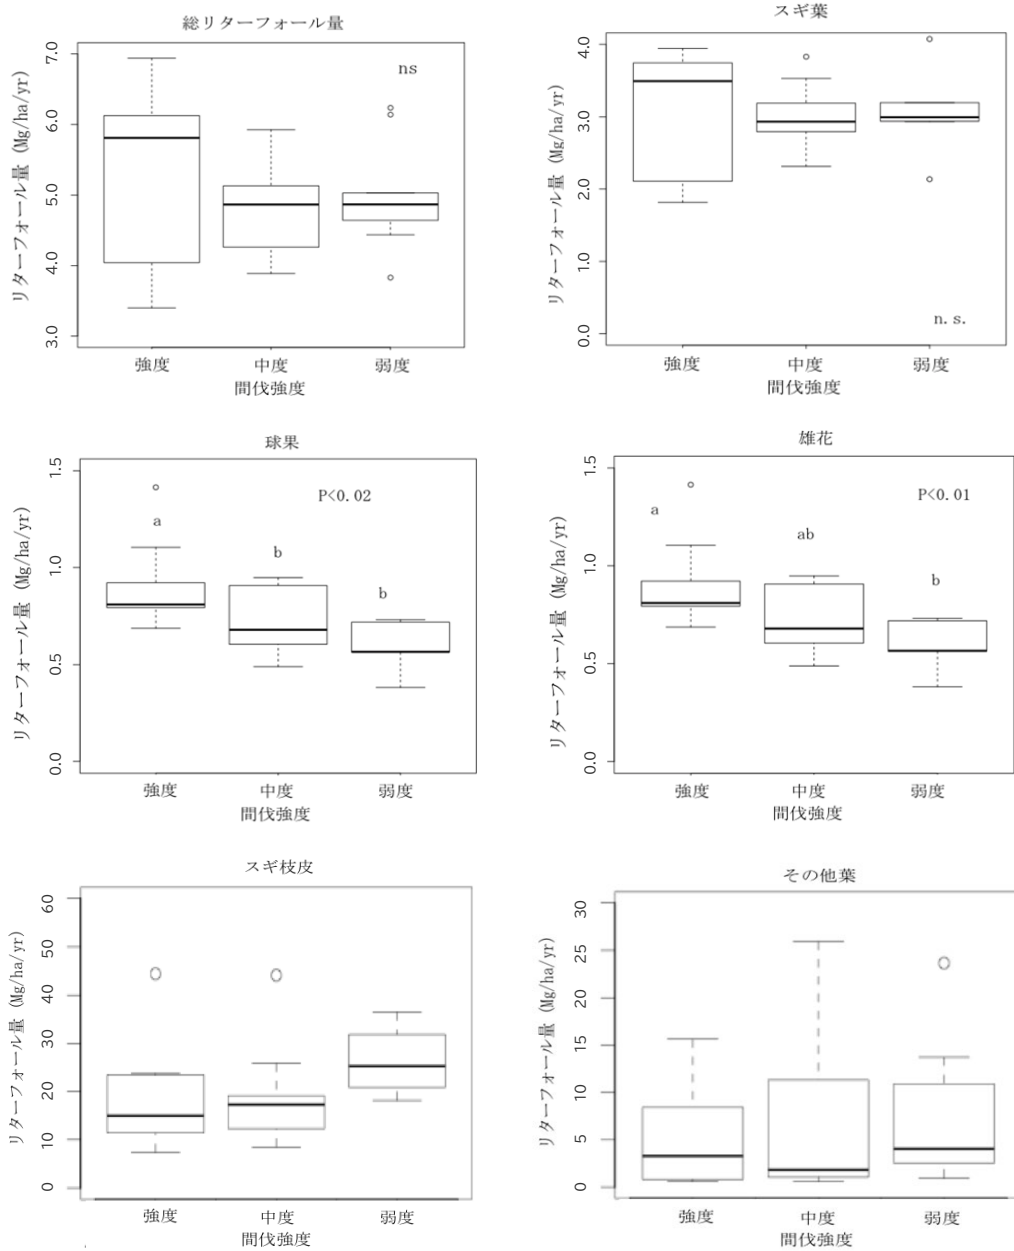 総リターフォール量
リターフォール量 (Mg/ha/yr)
7.0
6.0
5.0
4.0
3.0
ns
強度 中度 弱度
間伐強度
スギ葉
リターフォール量 (Mg/ha/yr)
4.0
3.0
2.0
1.0
0.0
n.s.
強度 中度 弱度
間伐強度
球果
リターフォール量 (Mg/ha/yr)
1.5
1.0
0.5
0.0
P<0.02
a
b
b
強度 中度 弱度
間伐強度
雄花
リターフォール量 (Mg/ha/yr)
1.5
1.0
0.5
0.0
P<0.01
a
ab
b
強度 中度 弱度
間伐強度
スギ枝皮
リターフォール量 (Mg/ha/yr)
60
50
40
30
20
10
0
強度 中度 弱度
間伐強度
その他葉
リターフォール量 (Mg/ha/yr)
30
25
20
15
10
5
0
強度 中度 弱度
間伐強度